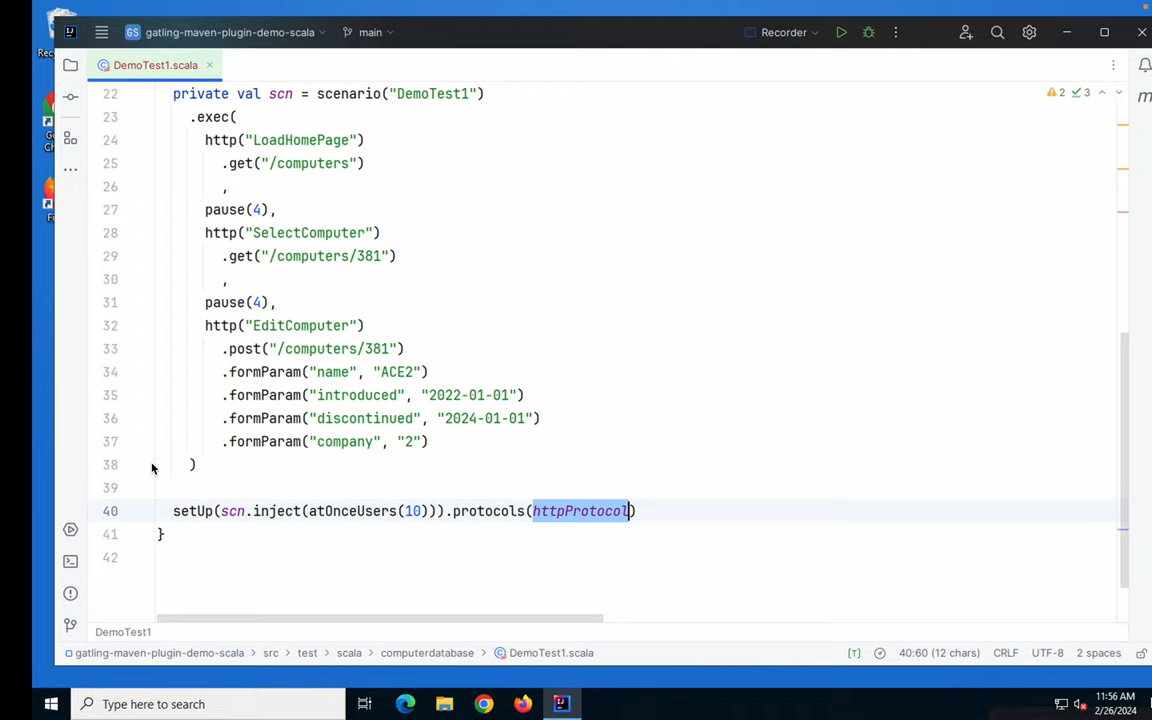 GS gatling-maven-plugin-demo-scala main Recorder
DemoTest1.scala
2 3
22 private val scn = scenario("DemoTest1")
23 .exec(
24 http("LoadHomePage")
25 .get("/computers")
26 ,
27 pause(4),
28 http("SelectComputer")
29 .get("/computers/381")
30 ,
31 pause(4),
32 http("EditComputer")
33 .post("/computers/381")
34 .formParam("name", "ACE2")
35 .formParam("introduced", "2022-01-01")
36 .formParam("discontinued", "2024-01-01")
37 .formParam("company", "2")
38 )
39
40 setUp(scn.inject(atOnceUsers(10))).protocols(httpProtocol)
41 }
42
DemoTest1
gatling-maven-plugin-demo-scala > src > test > scala > computerdatabase > DemoTest1.scala [T] 40:60 (12 chars) CRLF UTF-8 2 spaces
Type here to search
11:56 AM
2/26/2024